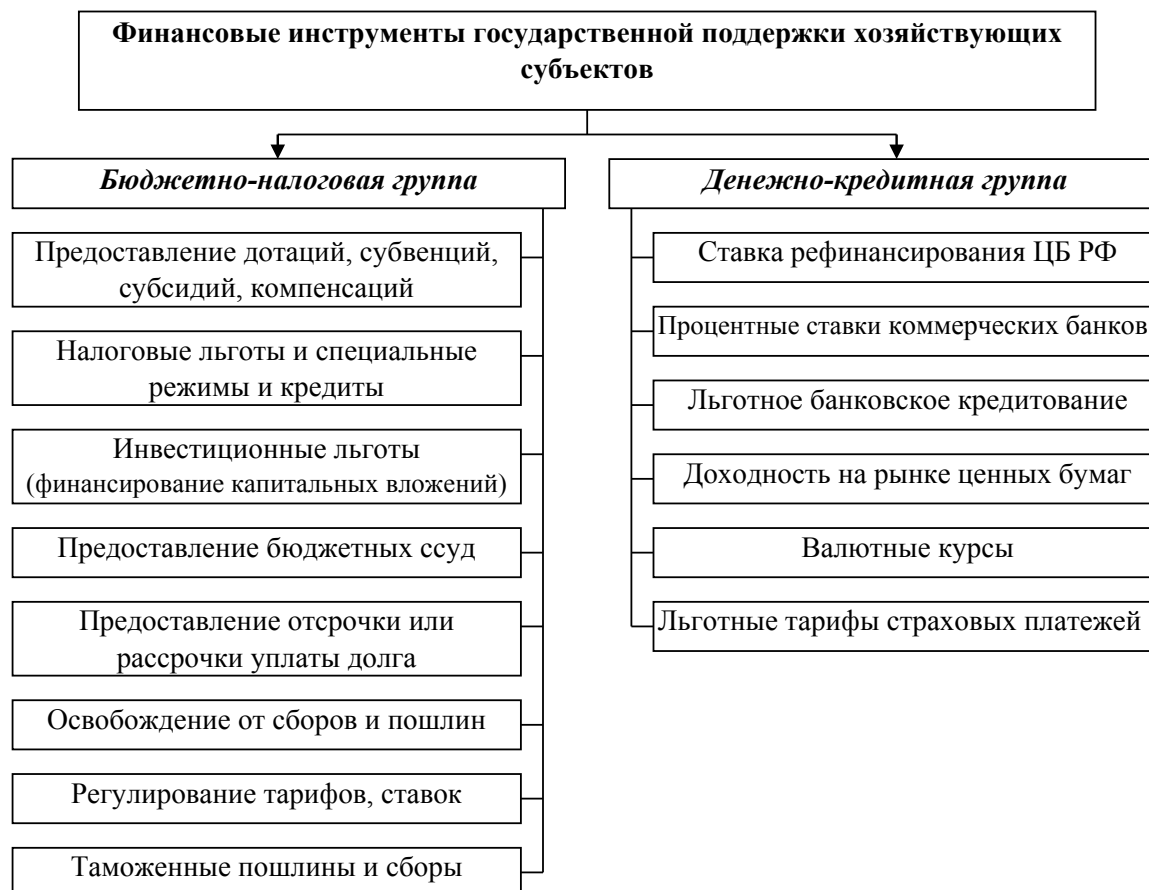 Финансовые инструменты государственной поддержки хозяйствующих
субъектов
Бюджетно-налоговая группа
Предоставление дотаций, субвенций,
субсидий, компенсаций
Налоговые льготы и специальные
режимы и кредиты
Инвестиционные льготы
(финансирование капитальных вложений)
Предоставление бюджетных ссуд
Предоставление отсрочки или
рассрочки уплаты долга
Освобождение от сборов и пошлин
Регулирование тарифов, ставок
Таможенные пошлины и сборы
Денежно-кредитная группа
Ставка рефинансирования ЦБ РФ
Процентные ставки коммерческих банков
Льготное банковское кредитование
Доходность на рынке ценных бумаг
Валютные курсы
Льготные тарифы страховых платежей